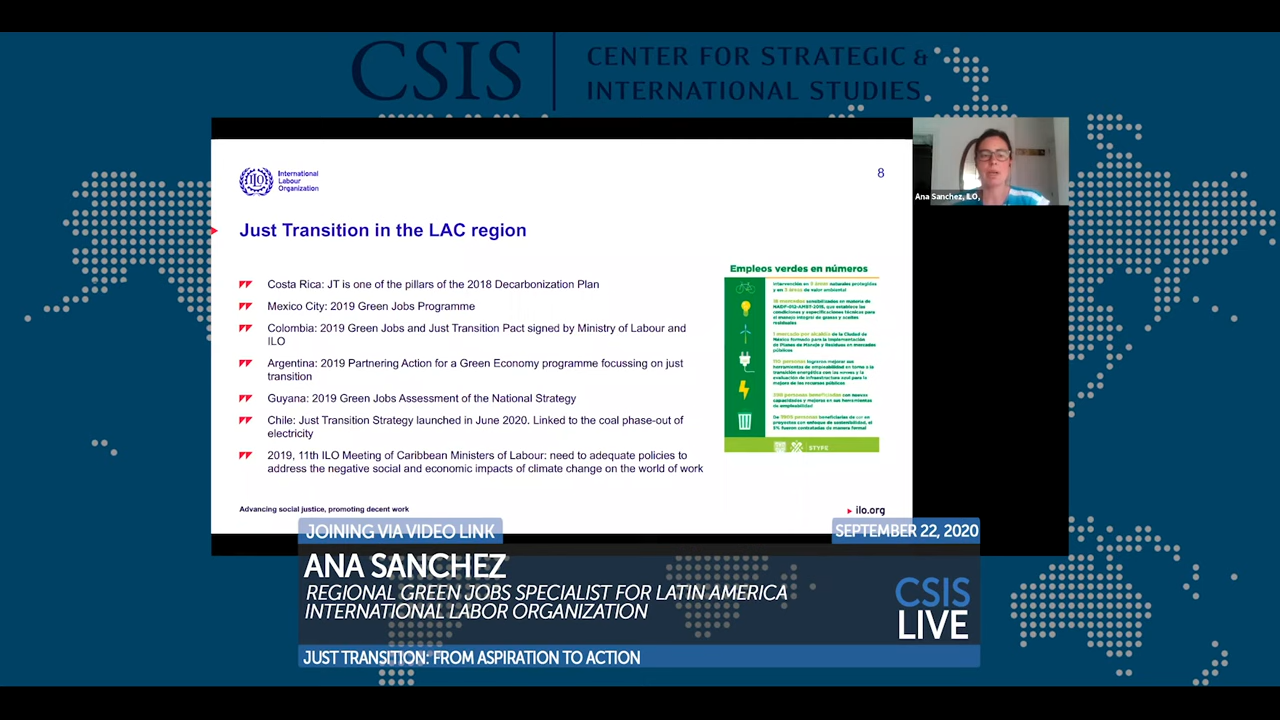 CSIS
CENTER FOR STRATEGIC &
INTERNATIONAL STUDIES
International
Labour
Organization
8
Ana Sanchez, ILO,
Just Transition in the LAC region
Costa Rica: JT is one of the pillars of the 2018 Decarbonization Plan
Mexico City: 2019 Green Jobs Programme
Colombia: 2019 Green Jobs and Just Transition Pact signed by Ministry of Labour and
ILO
Argentina: 2019 Partnering Action for a Green Economy programme focussing on just
transition
Guyana: 2019 Green Jobs Assessment of the National Strategy
Chile: Just Transition Strategy launched in June 2020. Linked to the coal phase-out of
electricity
2019, 11th ILO Meeting of Caribbean Ministers of Labour: need to adequate policies to
address the negative social and economic impacts of climate change on the world of work
Empleos verdes en números
STYPE
Advancing social justice, promoting decent work
ilo.org
JOINING VIA VIDEO LINK
SEPTEMBER 22, 2020
ANA SANCHEZ
REGIONAL GREEN JOBS SPECIALIST FOR LATIN AMERICA
INTERNATIONAL LABOR ORGANIZATION
CSIS
LIVE
JUST TRANSITION: FROM ASPIRATION TO ACTION